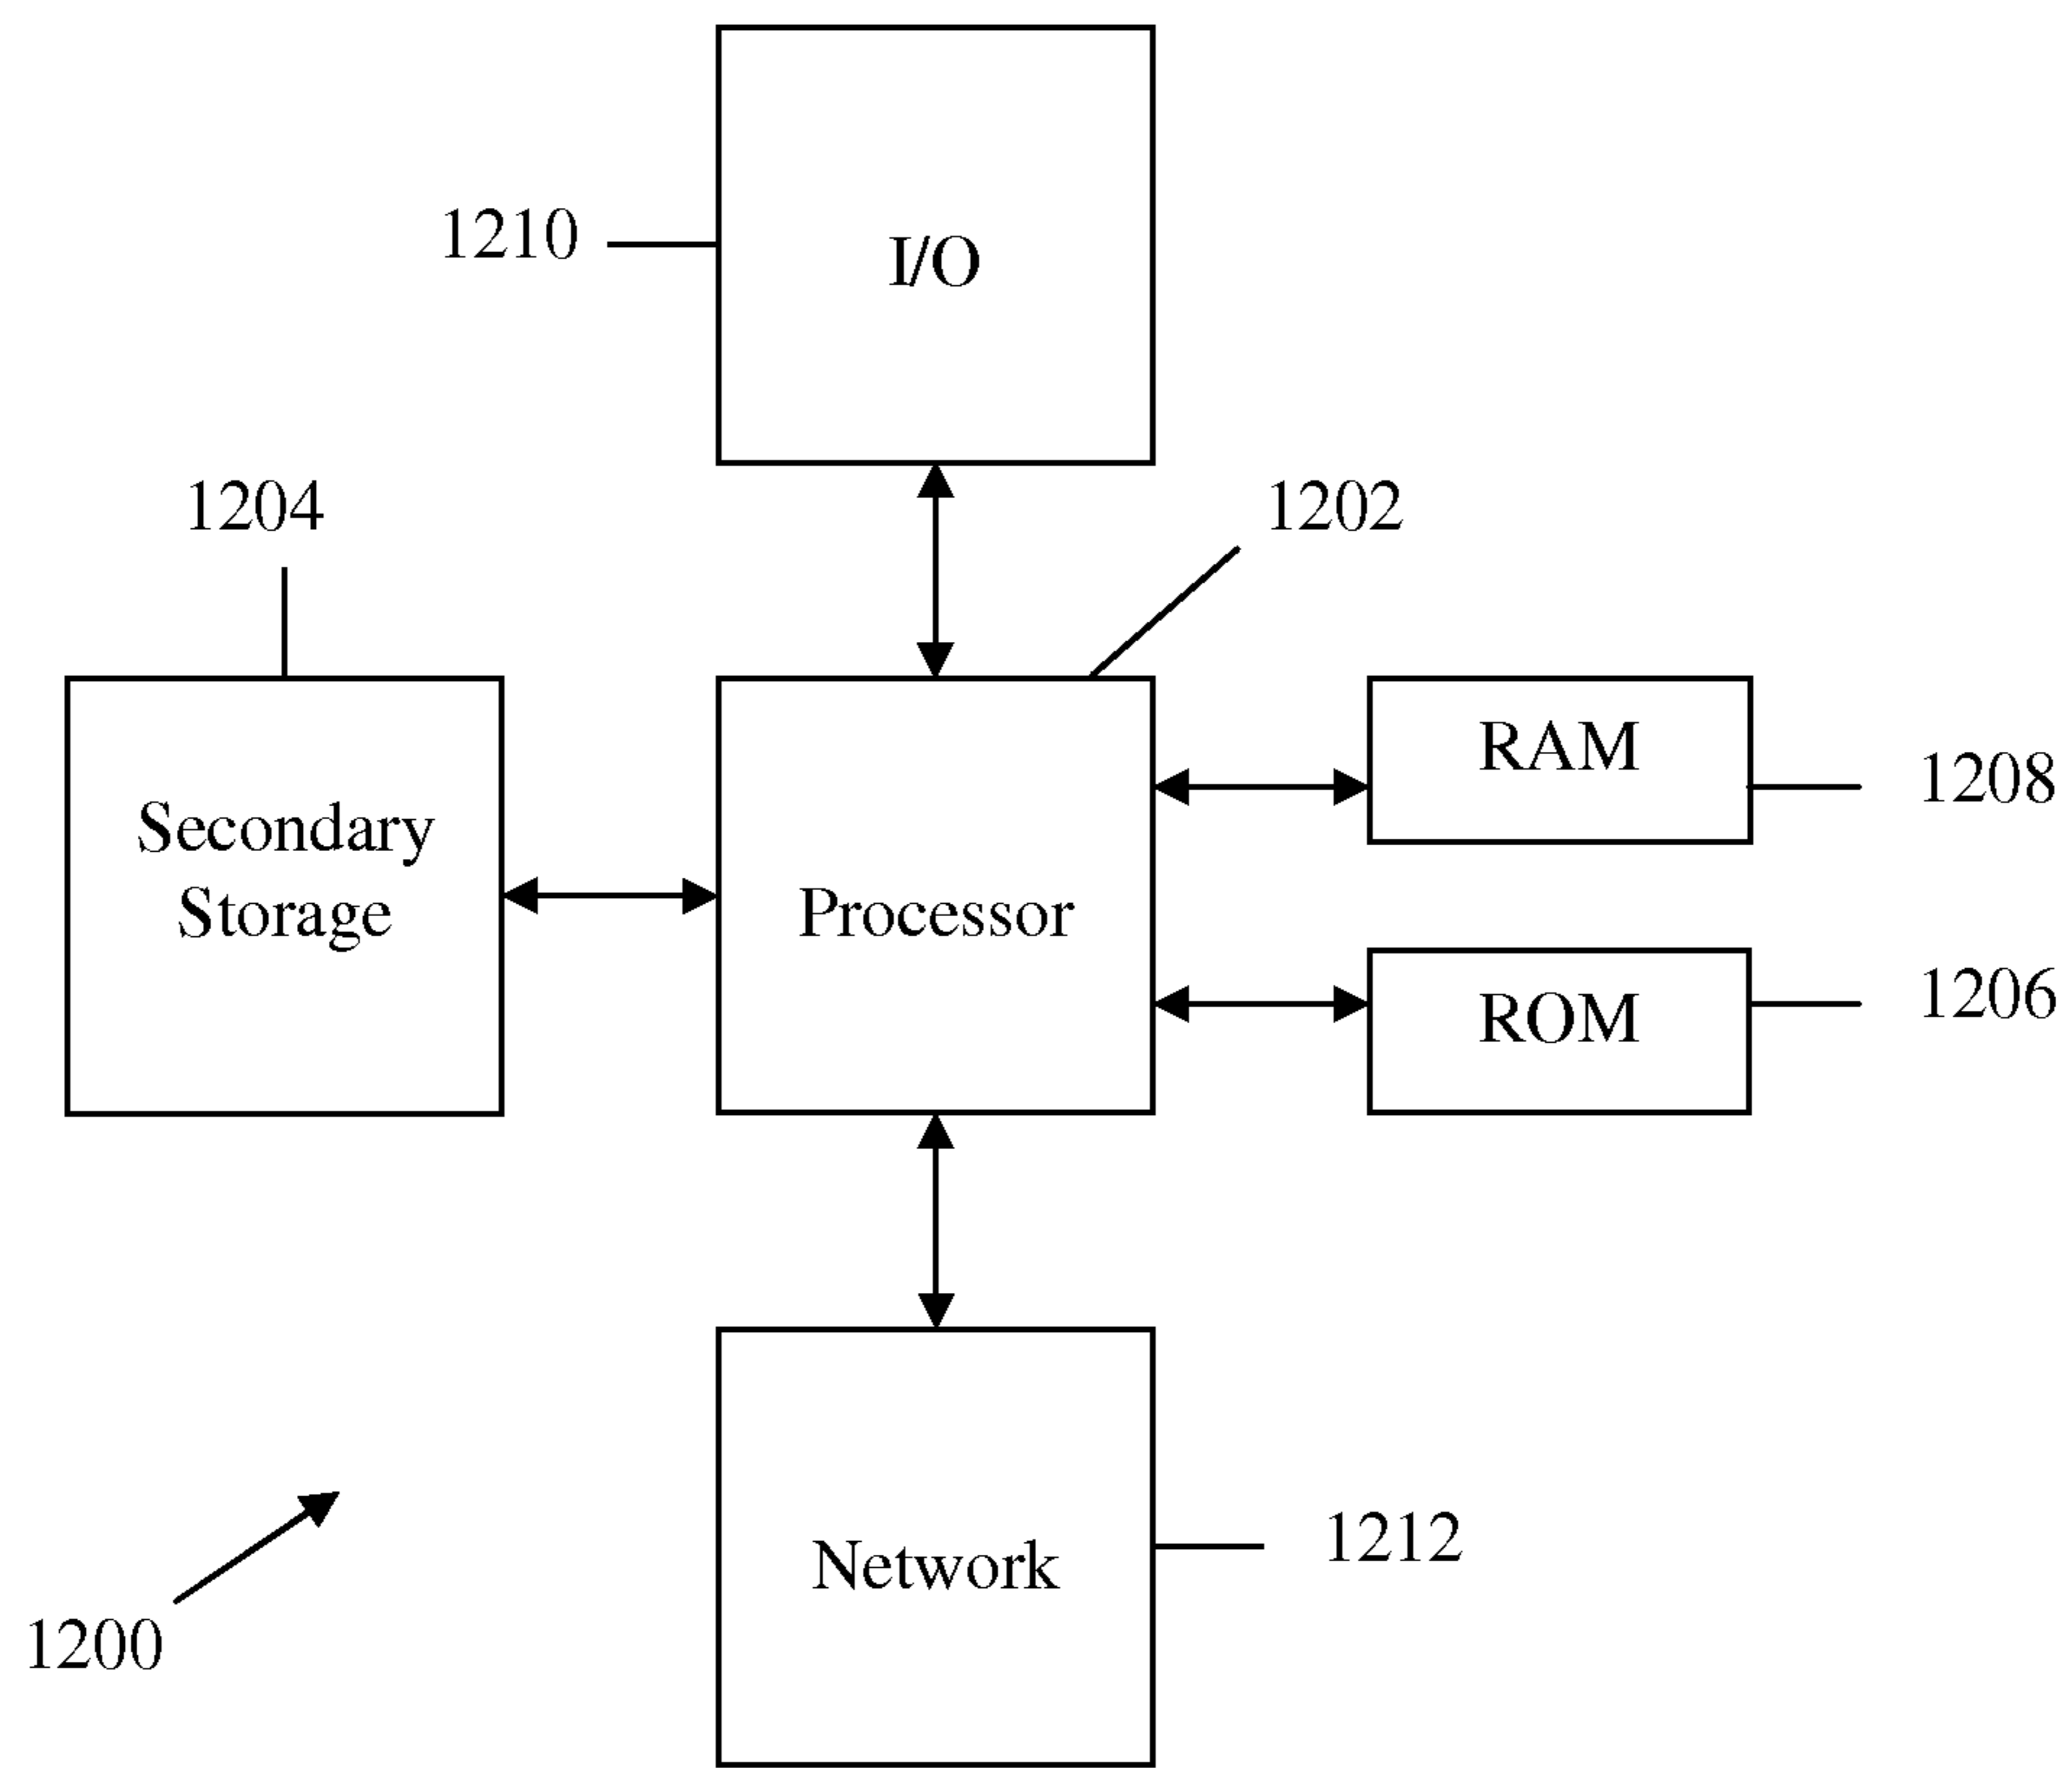 1210
I/O
1204
1202
RAM
1208
Secondary
Storage
Processor
1206
ROM
Network
1212
1200